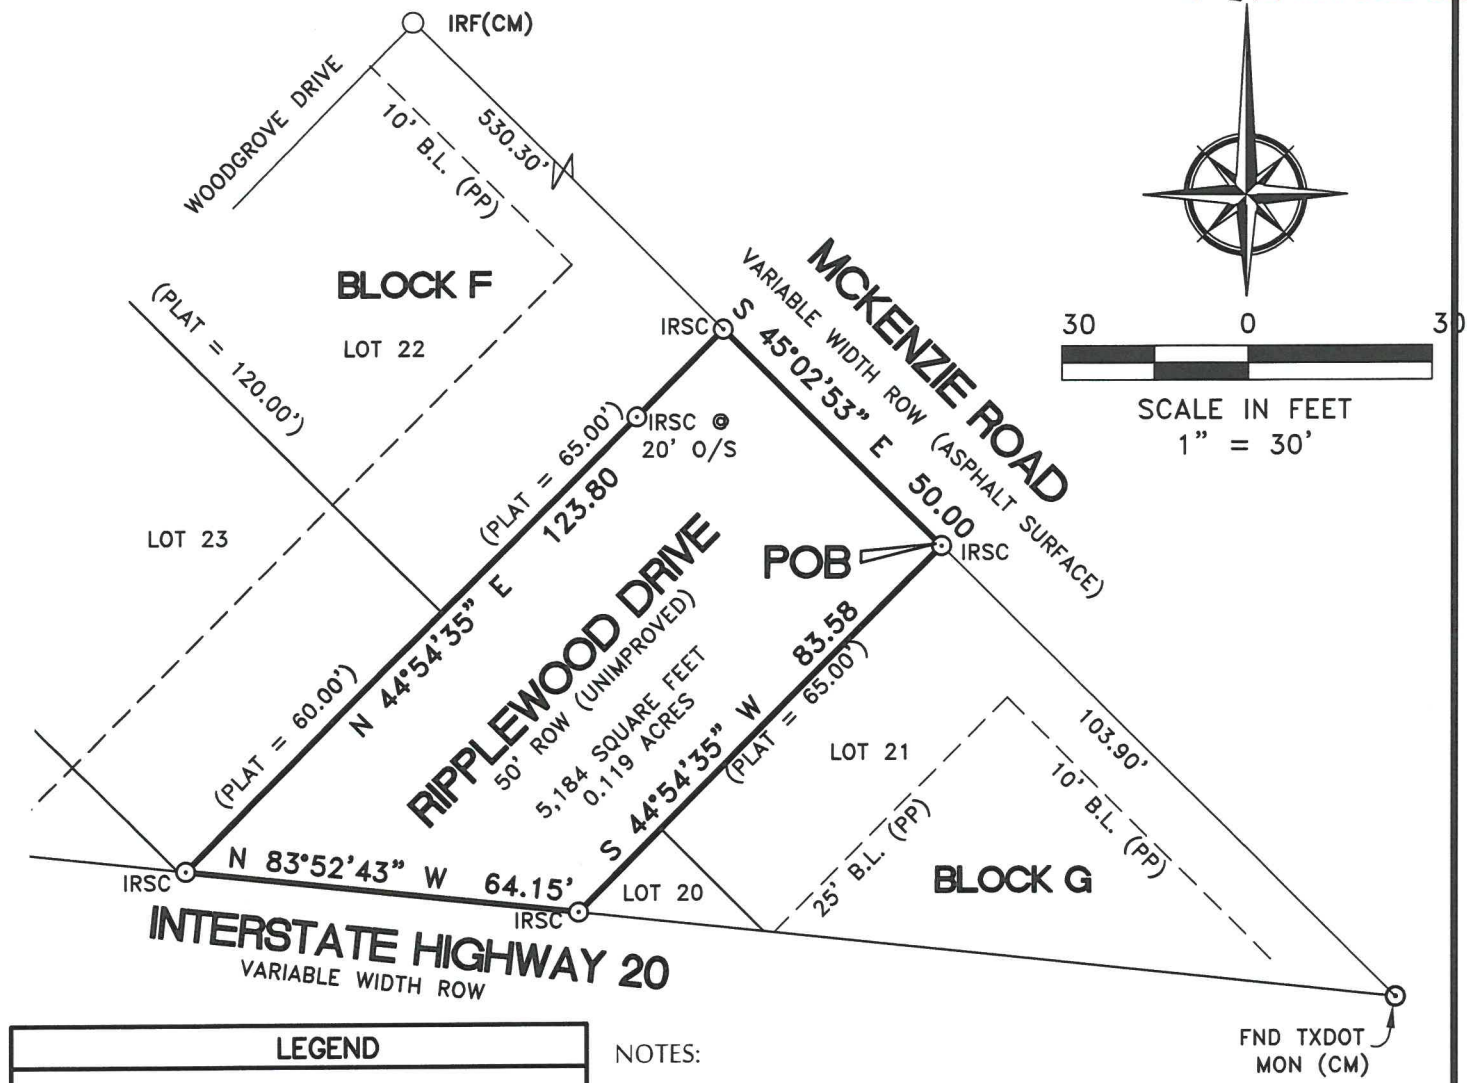 IRF(CM)
WOODGROVE DRIVE
530.30'
10' B.L. (PP)
BLOCK F
(PLAT = 120.00')
LOT 22
IRSC
S 45°02'53" E 50.00
MCKENZIE ROAD
VARIABLE WIDTH ROW (ASPHALT SURFACE)
30 0 30
SCALE IN FEET
1" = 30'
IRSC @
20' O/S
(PLAT = 65.00')
123.80
LOT 23
N 44°54'35" E
(PLAT = 60.00')
RIPPLEWOOD DRIVE
50' ROW (UNIMPROVED)
5,184 SQUARE FEET
0.119 ACRES
POB
IRSC
S 44°54'35" W 83.58
(PLAT = 65.00')
LOT 21
103.90'
10' B.L. (PP)
25' B.L. (PP)
BLOCK G
LOT 20
N 83°52'43" W 64.15'
IRSC
IRSC
INTERSTATE HIGHWAY 20
VARIABLE WIDTH ROW
FND TXDOT
MON (CM)
LEGEND
NOTES: